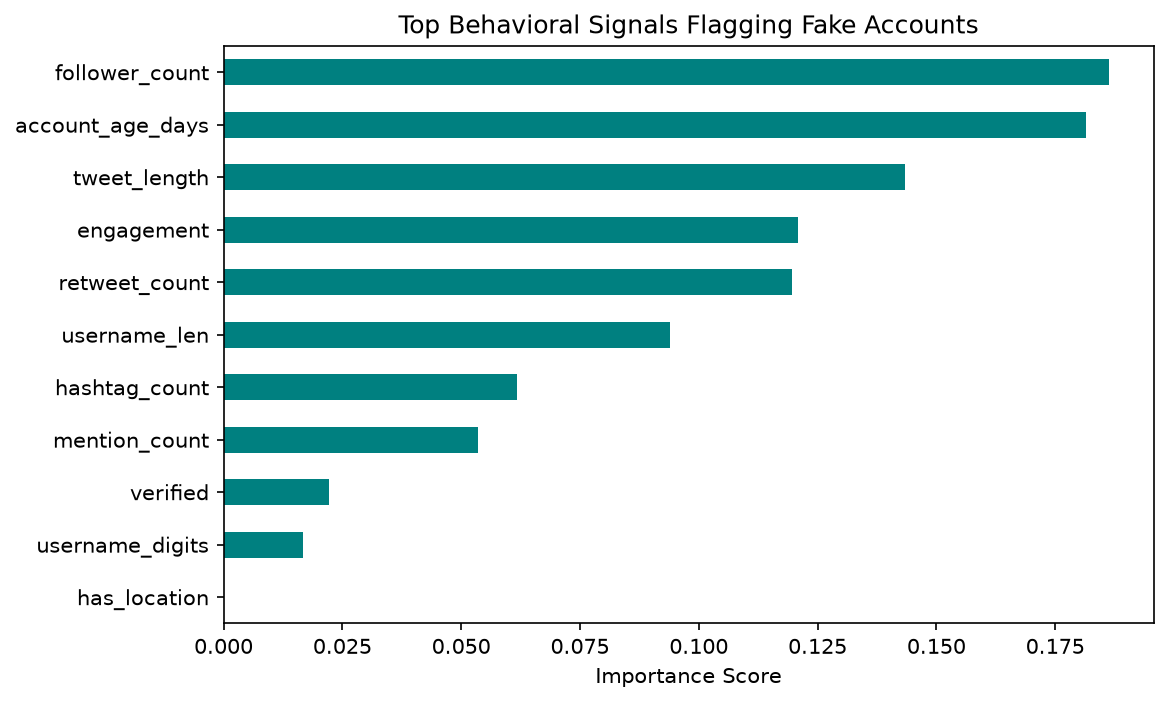 Top Behavioral Signals Flagging Fake Accounts
follower_count
account_age_days
tweet_length
engagement
retweet_count
username_len
hashtag_count
mention_count
verified
username_digits
has_location
0.000 0.025 0.050 0.075 0.100 0.125 0.150 0.175
Importance Score